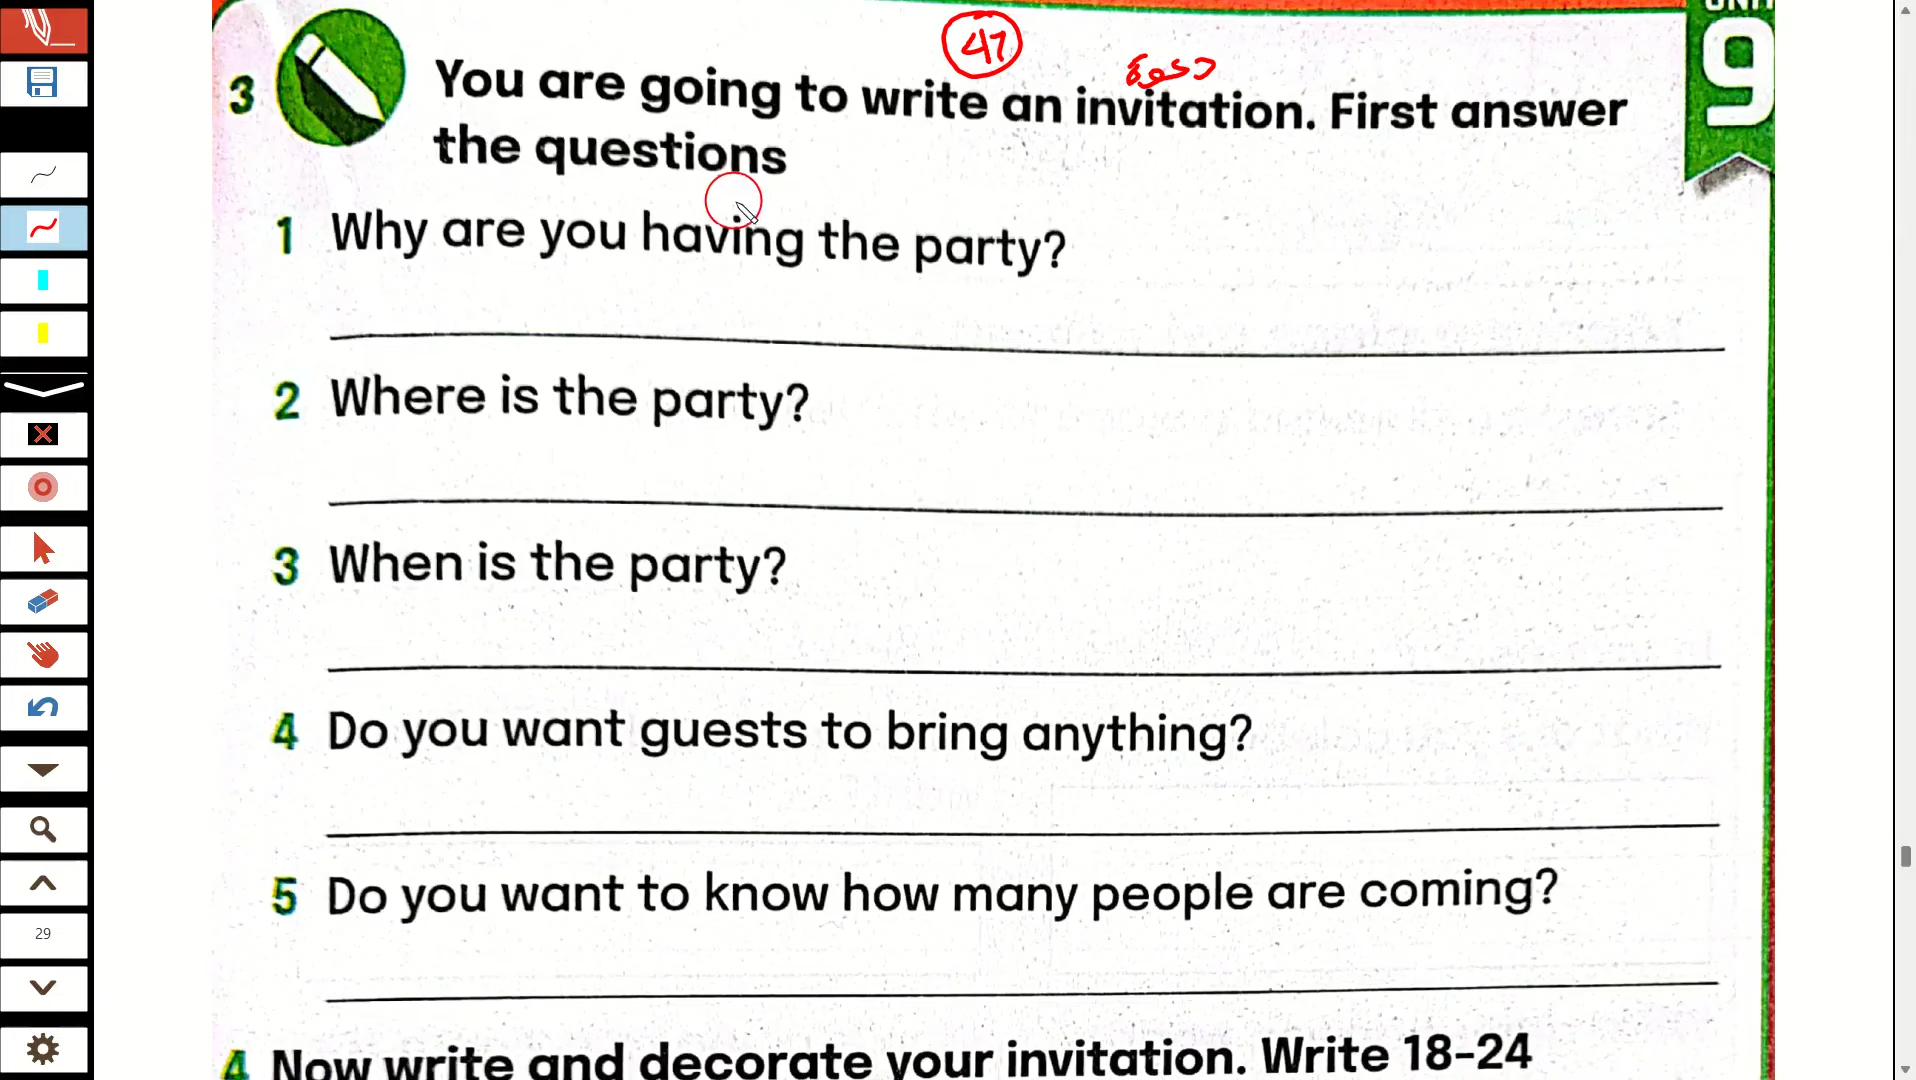 UNIT
9
47
دعوة
3 You are going to write an invitation. First answer
the questions
1 Why are you having the party?
2 Where is the party?
3 When is the party?
4 Do you want guests to bring anything?
5 Do you want to know how many people are coming?
4 Now write and decorate your invitation. Write 18-24
29